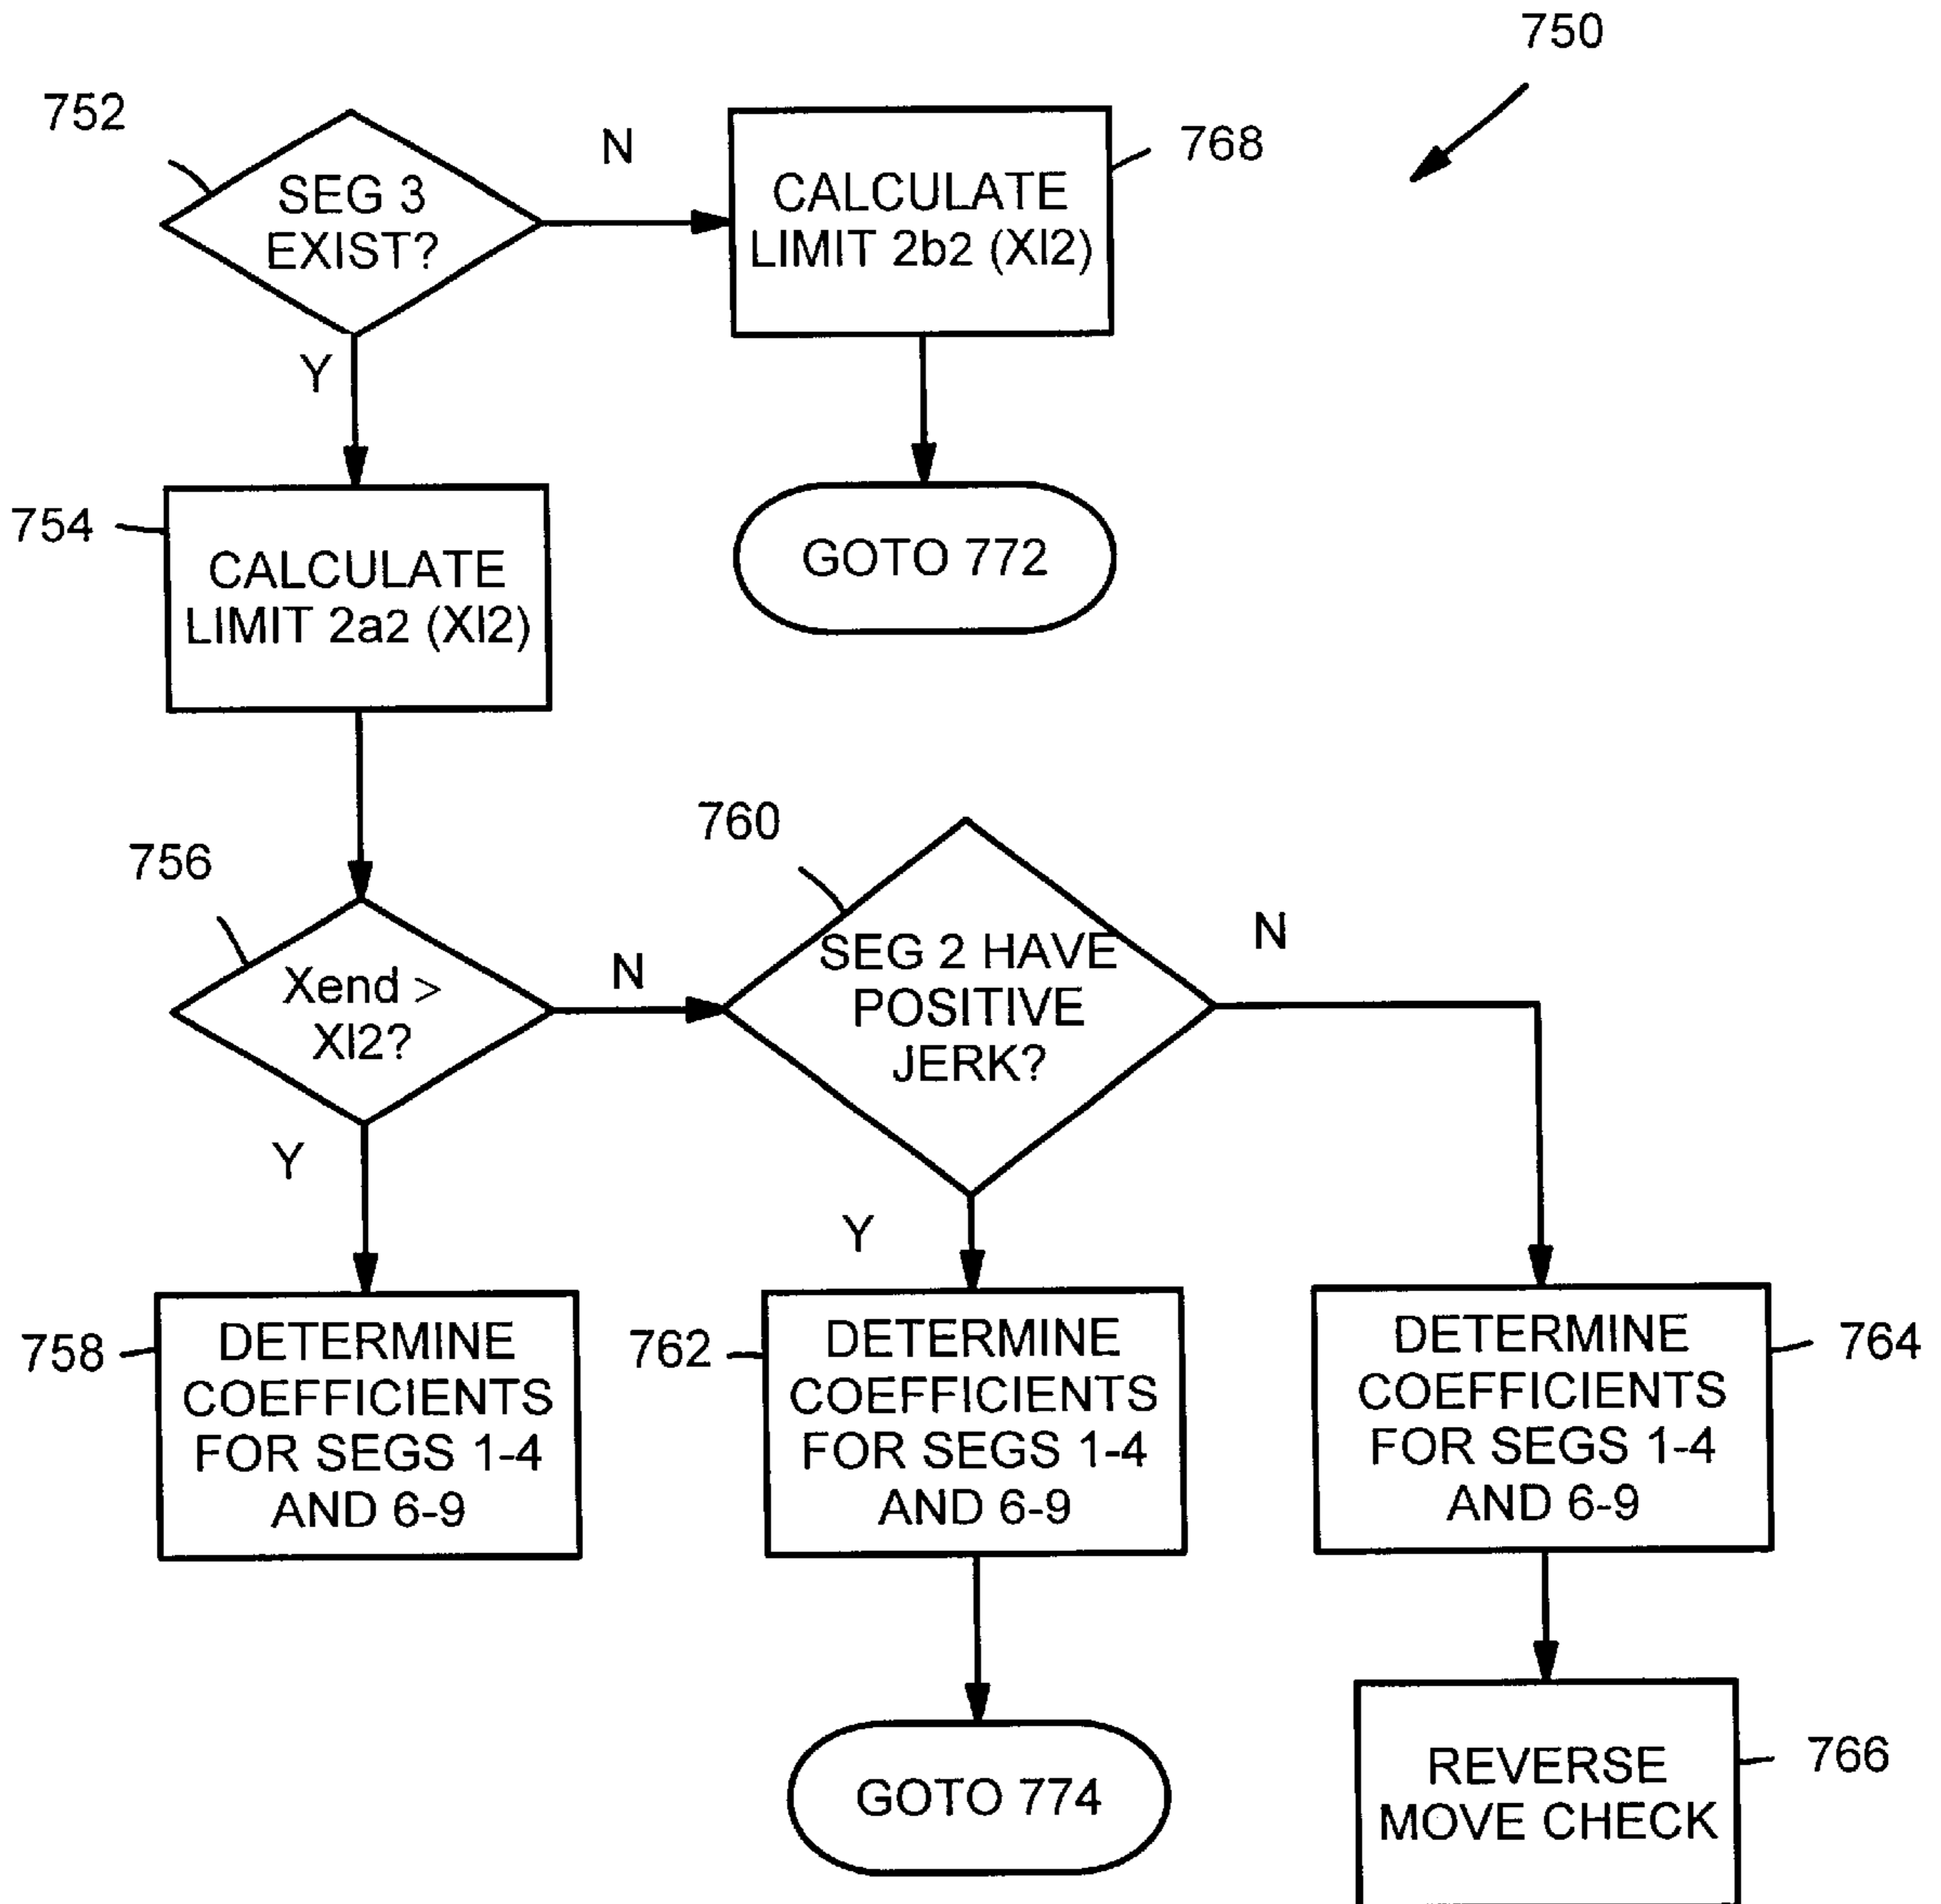 750
752
N
768
SEG 3
EXIST?
CALCULATE
LIMIT 2b2 (Xl2)
Y
754
CALCULATE
LIMIT 2a2 (Xl2)
GOTO 772
756
760
Xend >
Xl2?
N
SEG 2 HAVE
POSITIVE
JERK?
N
Y
Y
758
DETERMINE
COEFFICIENTS
FOR SEGS 1-4
AND 6-9
762
DETERMINE
COEFFICIENTS
FOR SEGS 1-4
AND 6-9
DETERMINE
COEFFICIENTS
FOR SEGS 1-4
AND 6-9
764
GOTO 774
REVERSE
MOVE CHECK
766